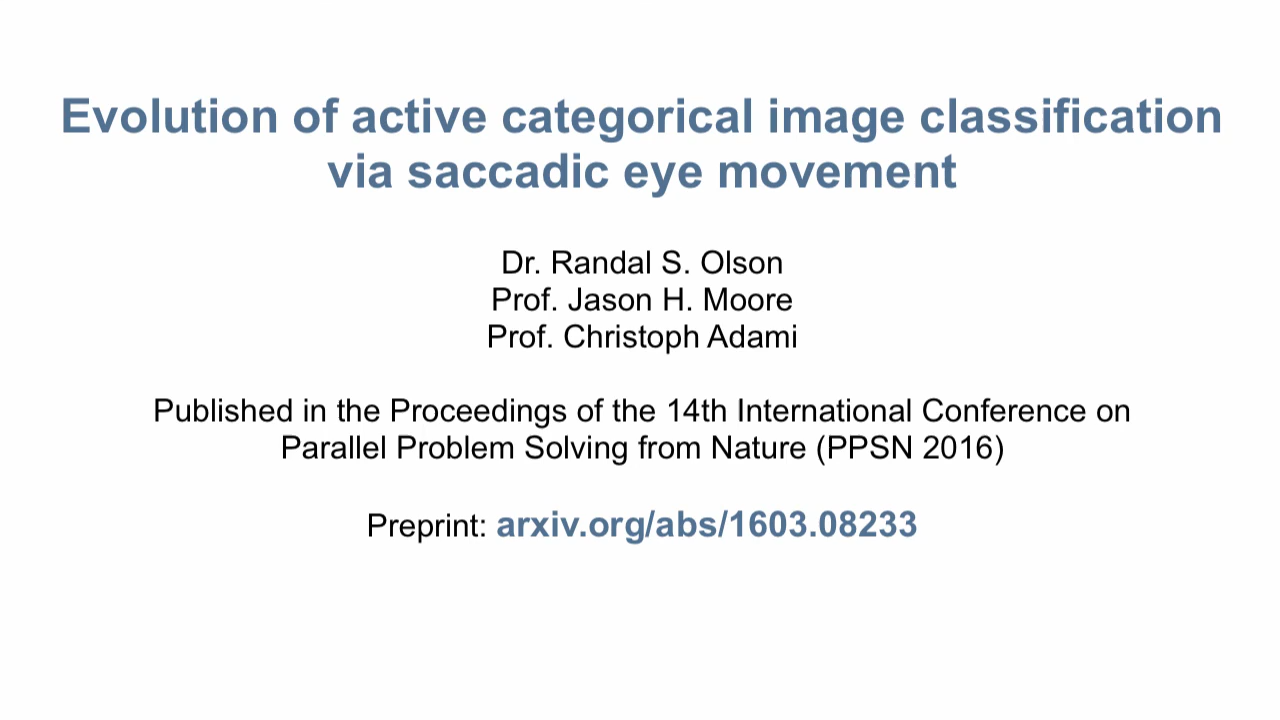 Evolution of active categorical image classification
via saccadic eye movement
Dr. Randal S. Olson
Prof. Jason H. Moore
Prof. Christoph Adami
Published in the Proceedings of the 14th International Conference on
Parallel Problem Solving from Nature (PPSN 2016)
Preprint: arxiv.org/abs/1603.08233